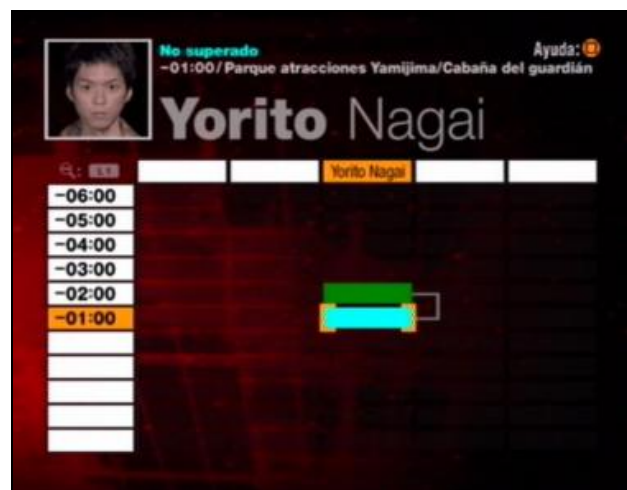 No superado
Ayuda:
-01:00/Parque atracciones Yamijima/Cabaña del guardián
Yorito Nagai
: L1
Yorito Nagai
-06:00
-05:00
-04:00
-03:00
-02:00
-01:00